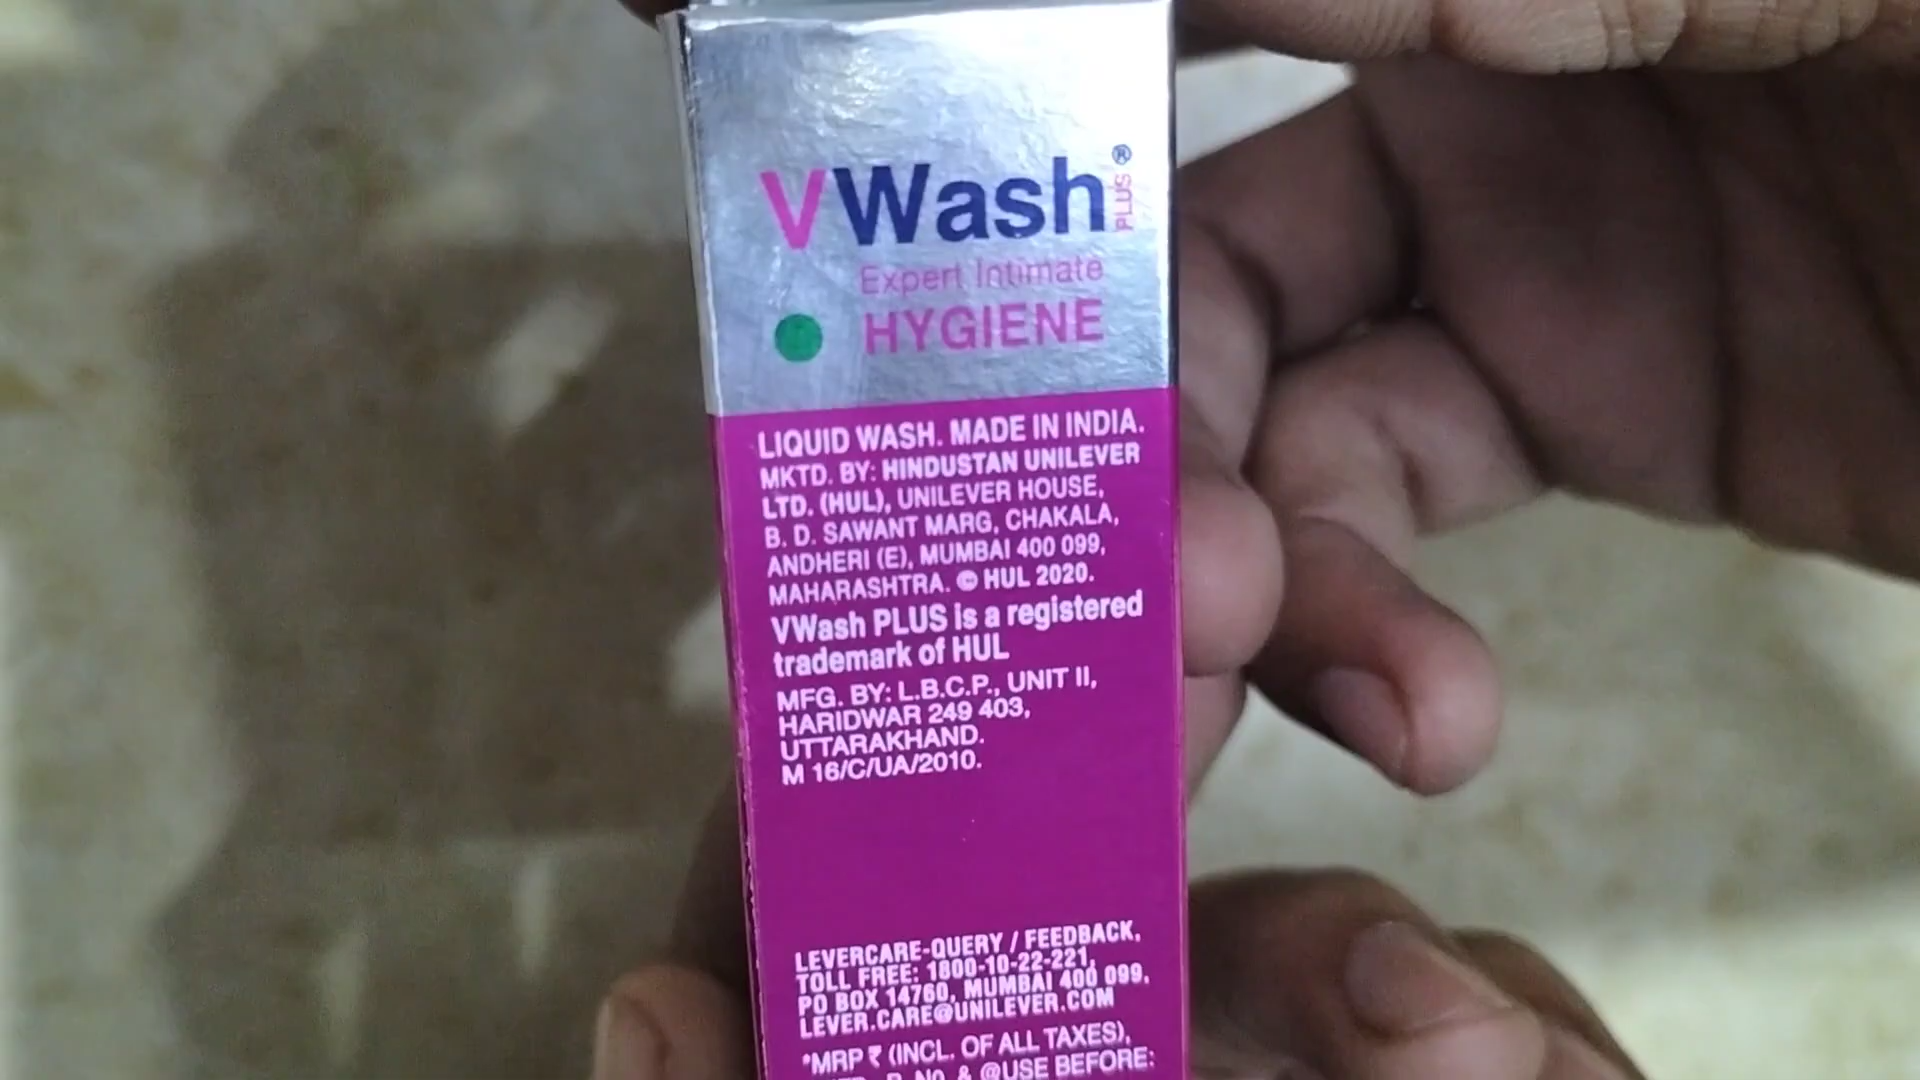 VWash PLUS®
Expert Intimate
HYGIENE
LIQUID WASH. MADE IN INDIA.
MKTD. BY: HINDUSTAN UNILEVER
LTD. (HUL), UNILEVER HOUSE,
B. D. SAWANT MARG, CHAKALA,
ANDHERI (E), MUMBAI 400 099,
MAHARASHTRA. © HUL 2020.
VWash PLUS is a registered
trademark of HUL
MFG. BY: L.B.C.P., UNIT II,
HARIDWAR 249 403,
UTTARAKHAND.
M 16/C/UA/2010.
LEVERCARE-QUERY / FEEDBACK,
TOLL FREE: 1800-10-22-221,
PO BOX 14760, MUMBAI 400 099.
LEVER.CARE@UNILEVER.COM
*MRP ₹ (INCL. OF ALL TAXES),
B. No. & @USE BEFORE: